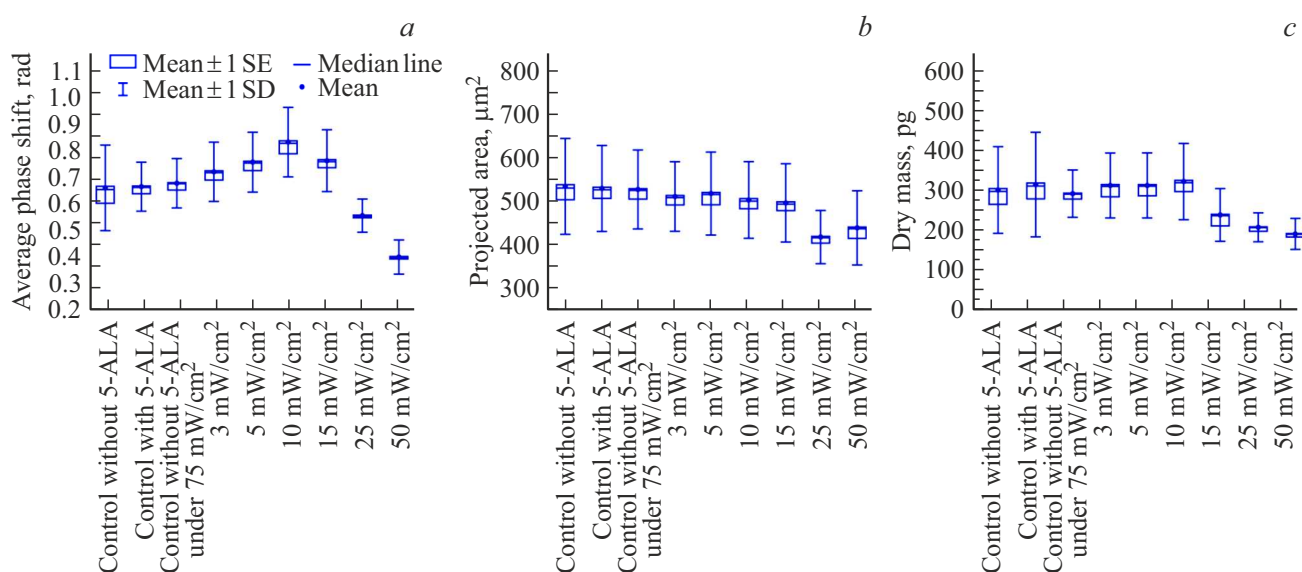 a
Average phase shift, rad
1.1
1.0
0.9
0.8
0.7
0.6
0.5
0.4
0.3
0.2
Mean ± 1 SE
Mean ± 1 SD
Median line
Mean
Control without 5-ALA
Control with 5-ALA
Control without 5-ALA
under 75 mW/cm²
3 mW/cm²
5 mW/cm²
10 mW/cm²
15 mW/cm²
25 mW/cm²
50 mW/cm²
b
Projected area, μm²
800
700
600
500
400
300
Control without 5-ALA
Control with 5-ALA
Control without 5-ALA
under 75 mW/cm²
3 mW/cm²
5 mW/cm²
10 mW/cm²
15 mW/cm²
25 mW/cm²
50 mW/cm²
c
Dry mass, pg
600
500
400
300
200
100
0
Control without 5-ALA
Control with 5-ALA
Control without 5-ALA
under 75 mW/cm²
3 mW/cm²
5 mW/cm²
10 mW/cm²
15 mW/cm²
25 mW/cm²
50 mW/cm²